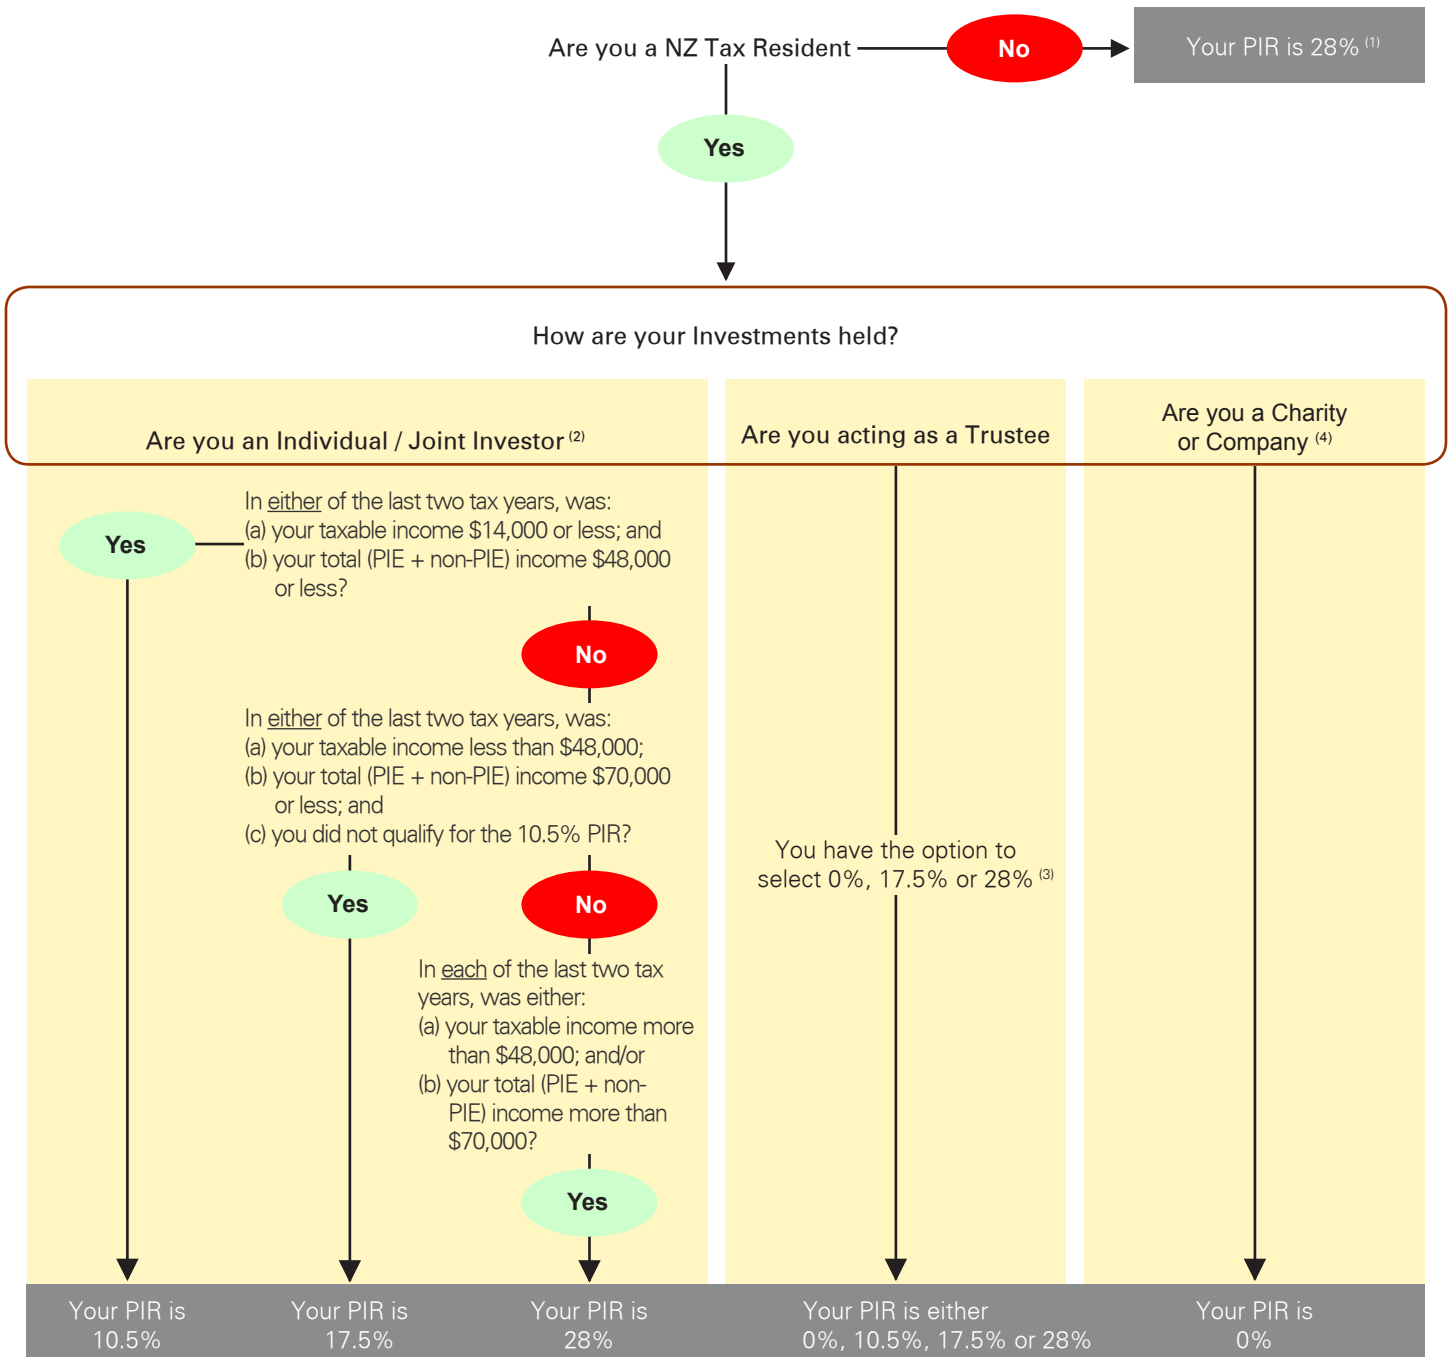 Are you a NZ Tax Resident
No
Your PIR is 28% (1)
Yes
How are your Investments held?
Are you an Individual / Joint Investor (2)
Are you acting as a Trustee
Are you a Charity
or Company (4)
Yes
In either of the last two tax years, was:
(a) your taxable income $14,000 or less; and
(b) your total (PIE + non-PIE) income $48,000
or less?
No
In either of the last two tax years, was:
(a) your taxable income less than $48,000;
(b) your total (PIE + non-PIE) income $70,000
or less; and
(c) you did not qualify for the 10.5% PIR?
Yes
No
In each of the last two tax
years, was either:
(a) your taxable income more
than $48,000; and/or
(b) your total (PIE + non-
PIE) income more than
$70,000?
Yes
You have the option to
select 0%, 17.5% or 28% (3)
Your PIR is
10.5%
Your PIR is
17.5%
Your PIR is
28%
Your PIR is either
0%, 10.5%, 17.5% or 28%
Your PIR is
0%